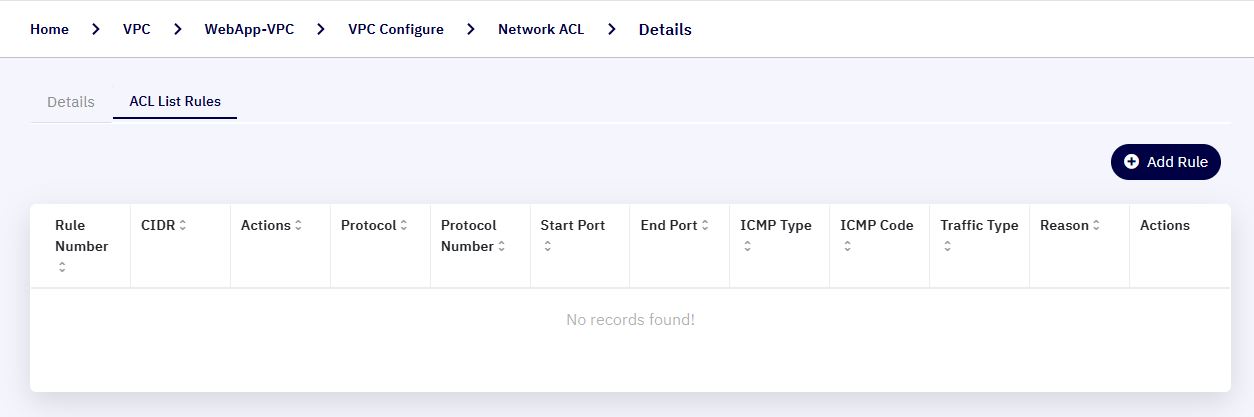 Home > VPC > WebApp-VPC > VPC Configure > Network ACL > Details
Details ACL List Rules
Add Rule
Rule Number CIDR Actions Protocol Protocol Number Start Port End Port ICMP Type ICMP Code Traffic Type Reason Actions
No records found!